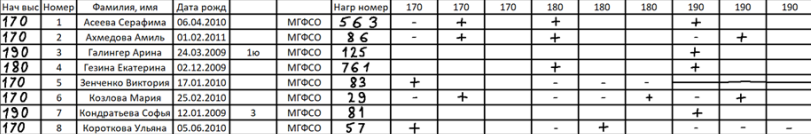 Нач выс Номер Фамилия, имя Дата рожд Нагр номер 170 170 170 180 180 180 190 190 190
170 1 Асеева Серафима 06.04.2010 МГФСО 563 - + + +
170 2 Ахмедова Амиль 01.02.2011 МГФСО 86 - + + - +
190 3 Галингер Арина 24.03.2009 1ю МГФСО 125 +
180 4 Гезина Екатерина 02.12.2009 МГФСО 761 + +
170 5 Зенченко Виктория 17.01.2010 МГФСО 83 + - - -
170 6 Козлова Мария 25.02.2010 МГФСО 29 - + - - + - +
190 7 Кондратьева Софья 12.01.2009 3 МГФСО 81 +
170 8 Короткова Ульяна 05.06.2010 МГФСО 57 + - + - - -